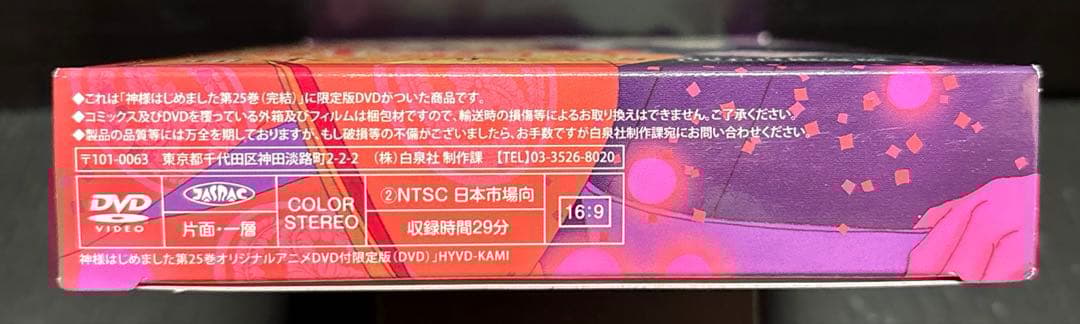 ◆これは「神様はじめました第25巻（完結）」に限定版DVDがついた商品です。
◆コミックス及びDVDを覆っている外箱及びフィルムは梱包材ですので、輸送時の損傷等によるお取り換えはできません。ご了承ください。
◆製品の品質等には万全を期しておりますが、もし破損等の不備がございましたら、お手数ですが白泉社制作課宛にお問い合わせください。
〒101-0063 東京都千代田区神田淡路町2-2-2 （株）白泉社 制作課 【TEL】03-3526-8020
DVD
VIDEO
JASRAC
片面・一層
COLOR
STEREO
②NTSC 日本市場向
収録時間29分
16:9
神様はじめました第25巻オリジナルアニメDVD付限定版（DVD）」HYVD-KAMI